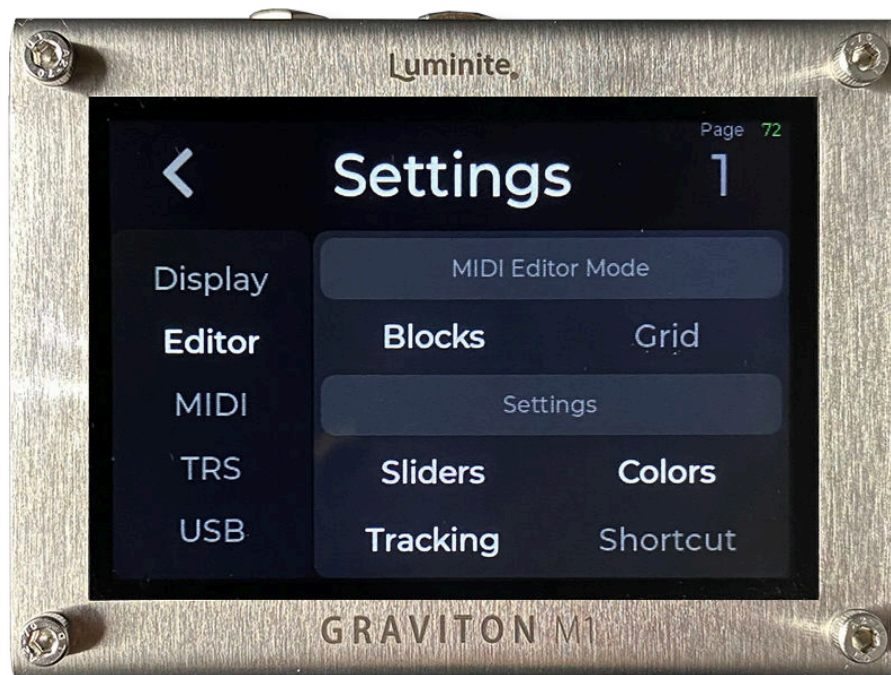 Luminite
Page 72
Settings 1
Display
Editor
MIDI
TRS
USB
MIDI Editor Mode
Blocks Grid
Settings
Sliders Colors
Tracking Shortcut
GRAVITON M1